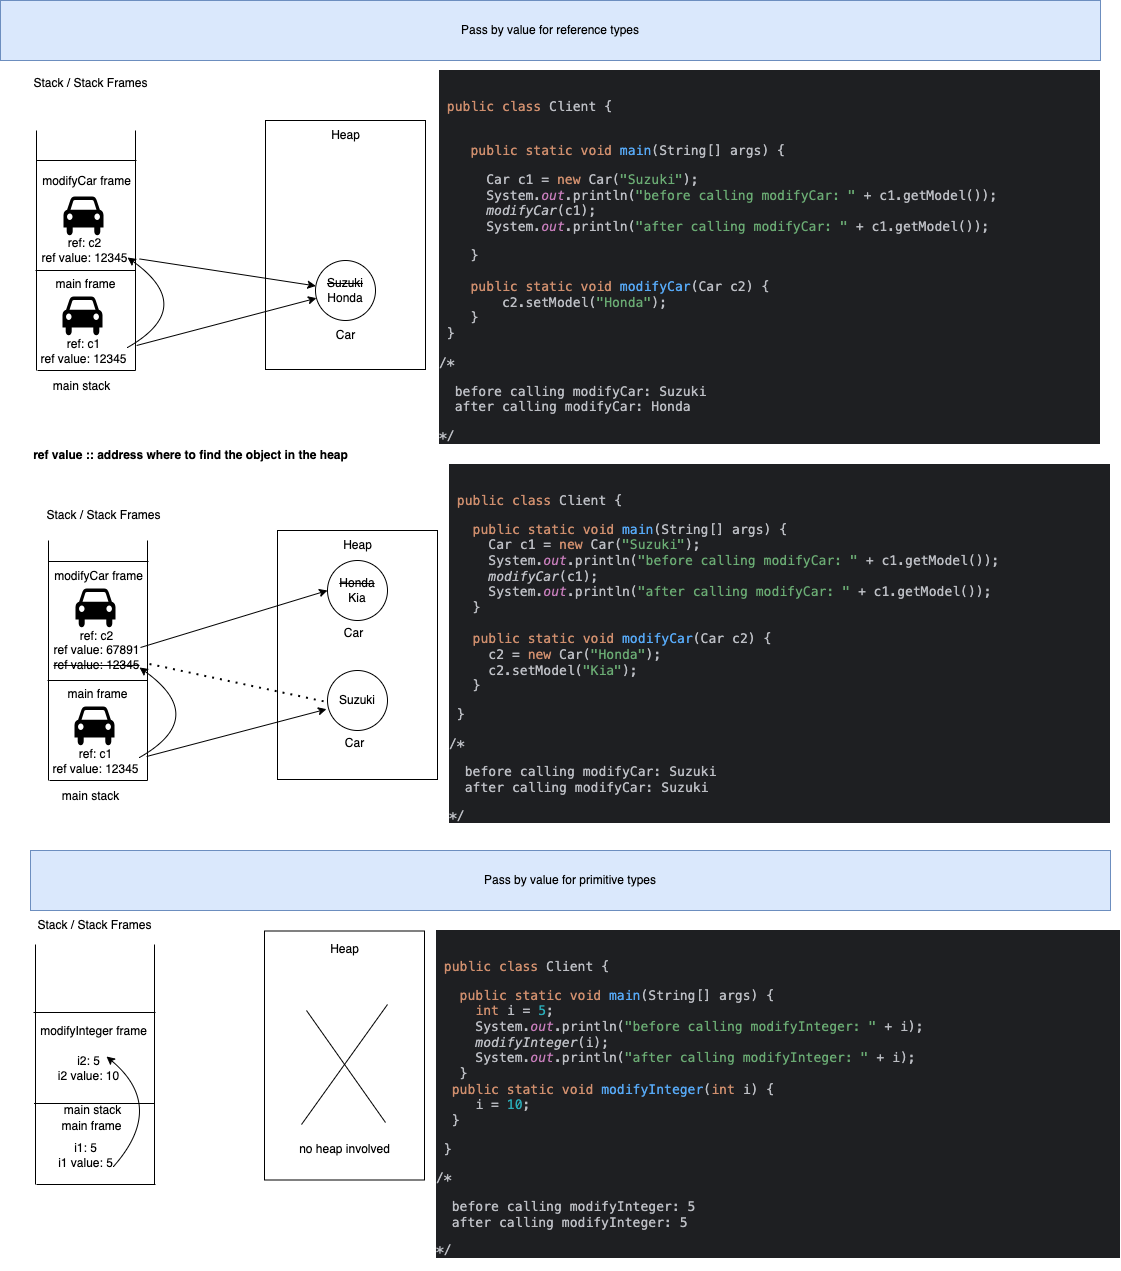 Pass by value for reference types
Stack / Stack Frames
modifyCar frame
ref: c2
ref value: 12345
main frame
ref: c1
ref value: 12345
main stack
Heap
Suzuki
Honda
Car
public class Client {
public static void main(String[] args) {
Car c1 = new Car("Suzuki");
System.out.println("before calling modifyCar: " + c1.getModel());
modifyCar(c1);
System.out.println("after calling modifyCar: " + c1.getModel());
}
public static void modifyCar(Car c2) {
c2.setModel("Honda");
}
}
/*
before calling modifyCar: Suzuki
after calling modifyCar: Honda
*/
ref value :: address where to find the object in the heap
Stack / Stack Frames
modifyCar frame
ref: c2
ref value: 67891
ref value: 12345
main frame
ref: c1
ref value: 12345
main stack
Heap
Honda
Kia
Car
Suzuki
Car
public class Client {
public static void main(String[] args) {
Car c1 = new Car("Suzuki");
System.out.println("before calling modifyCar: " + c1.getModel());
modifyCar(c1);
System.out.println("after calling modifyCar: " + c1.getModel());
}
public static void modifyCar(Car c2) {
c2 = new Car("Honda");
c2.setModel("Kia");
}
}
/*
before calling modifyCar: Suzuki
after calling modifyCar: Suzuki
*/
Pass by value for primitive types
Stack / Stack Frames
modifyInteger frame
i2: 5
i2 value: 10
main stack
main frame
i1: 5
i1 value: 5
Heap
no heap involved
public class Client {
public static void main(String[] args) {
int i = 5;
System.out.println("before calling modifyInteger: " + i);
modifyInteger(i);
System.out.println("after calling modifyInteger: " + i);
}
public static void modifyInteger(int i) {
i = 10;
}
}
/*
before calling modifyInteger: 5
after calling modifyInteger: 5
*/